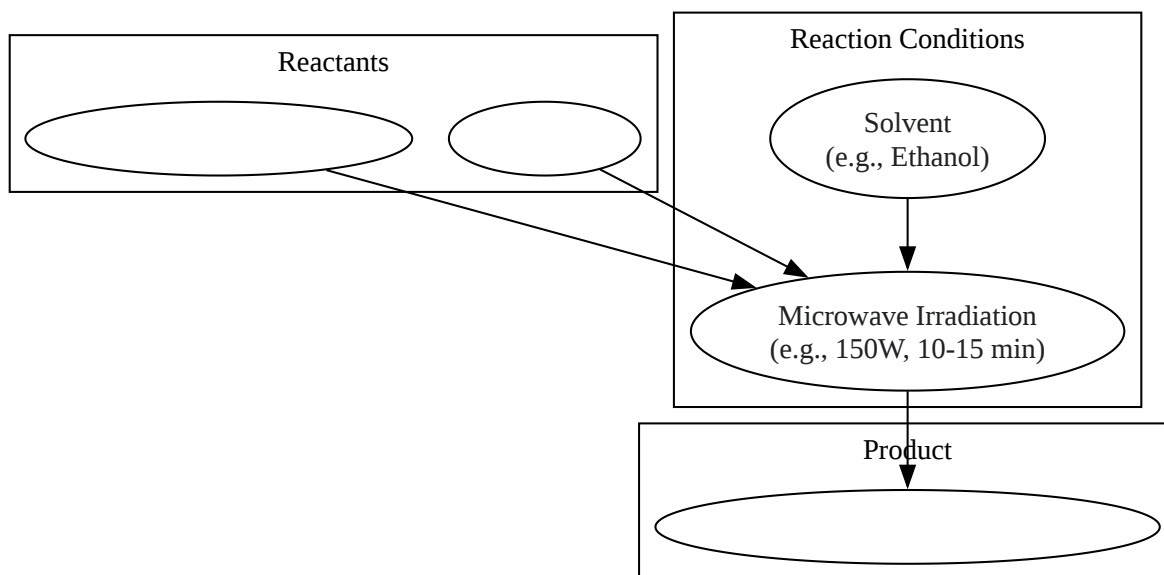 Reactants
Reaction Conditions
Solvent
(e.g., Ethanol)
Microwave Irradiation
(e.g., 150W, 10-15 min)
Product